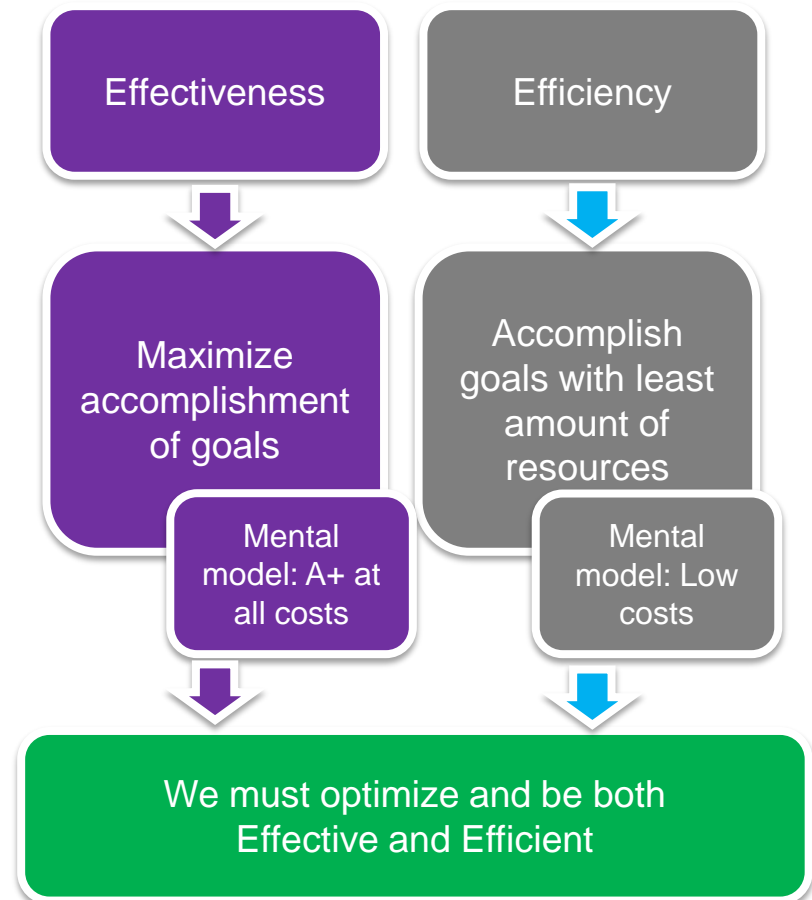 Effectiveness
Efficiency
Maximize
accomplishment
of goals
Accomplish
goals with least
amount of
resources
Mental
model: A+ at
all costs
Mental
model: Low
costs
We must optimize and be both
Effective and Efficient